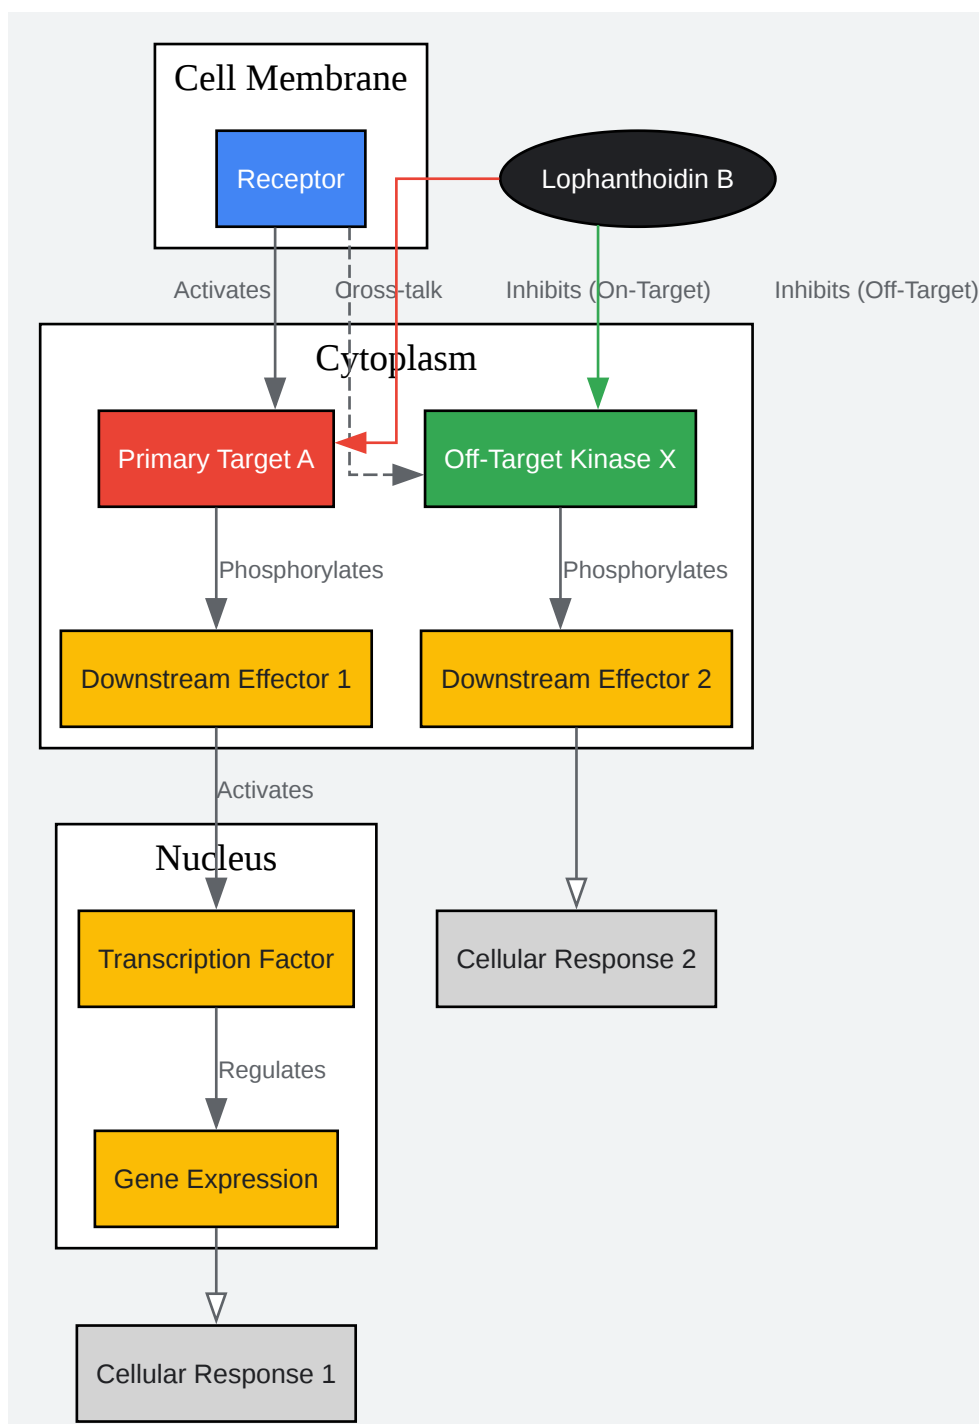 Cell Membrane
Receptor
Lophanthoidin B
Activates
Cross-talk
Inhibits (On-Target)
Inhibits (Off-Target)
Cytoplasm
Primary Target A
Off-Target Kinase X
Phosphorylates
Phosphorylates
Downstream Effector 1
Downstream Effector 2
Activates
Nucleus
Transcription Factor
Cellular Response 2
Regulates
Gene Expression
Cellular Response 1